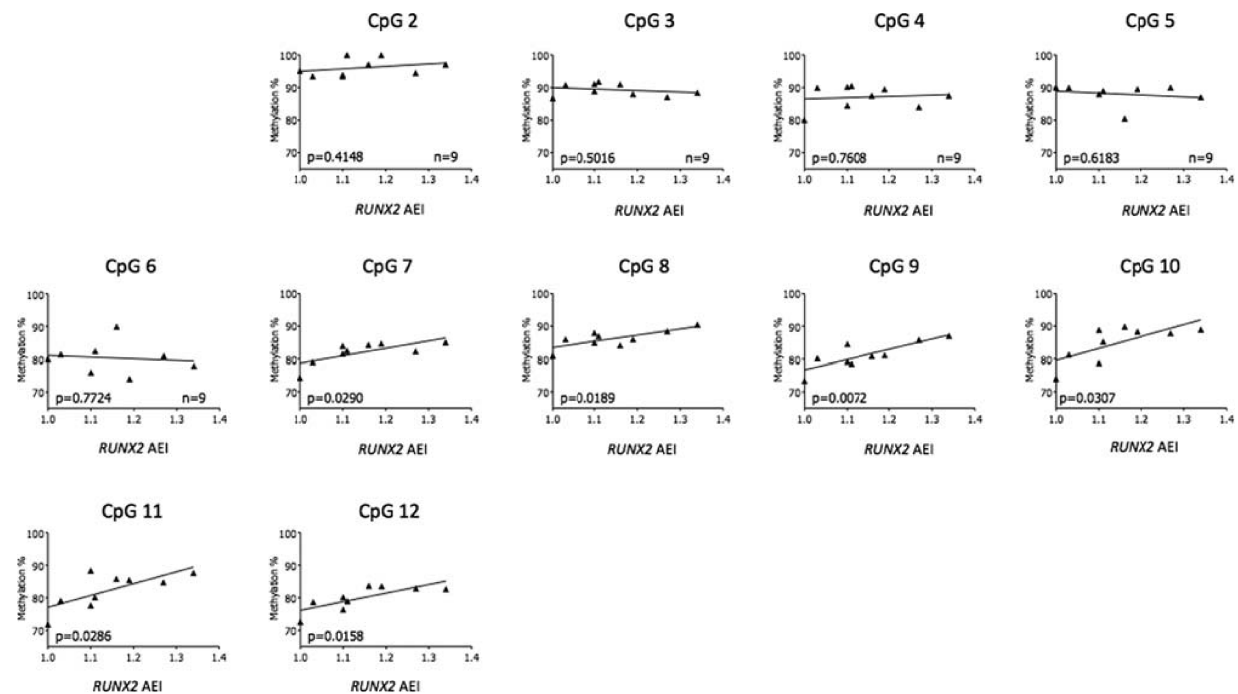 CpG 2
Methylation %
100
90
80
70
p=0.4148 n=9
1.0 1.1 1.2 1.3 1.4
RUNX2 AEI
CpG 3
Methylation %
100
90
80
70
p=0.5016 n=9
1.0 1.1 1.2 1.3 1.4
RUNX2 AEI
CpG 4
Methylation %
100
90
80
70
p=0.7608 n=9
1.0 1.1 1.2 1.3 1.4
RUNX2 AEI
CpG 5
Methylation %
100
90
80
70
p=0.6183 n=9
1.0 1.1 1.2 1.3 1.4
RUNX2 AEI
CpG 6
Methylation %
100
90
80
70
p=0.7724 n=9
1.0 1.1 1.2 1.3 1.4
RUNX2 AEI
CpG 7
Methylation %
100
90
80
70
p=0.0290
1.0 1.1 1.2 1.3 1.4
RUNX2 AEI
CpG 8
Methylation %
100
90
80
70
p=0.0189
1.0 1.1 1.2 1.3 1.4
RUNX2 AEI
CpG 9
Methylation %
100
90
80
70
p=0.0072
1.0 1.1 1.2 1.3 1.4
RUNX2 AEI
CpG 10
Methylation %
100
90
80
70
p=0.0307
1.0 1.1 1.2 1.3 1.4
RUNX2 AEI
CpG 11
Methylation %
100
90
80
70
p=0.0286
1.0 1.1 1.2 1.3 1.4
RUNX2 AEI
CpG 12
Methylation %
100
90
80
70
p=0.0158
1.0 1.1 1.2 1.3 1.4
RUNX2 AEI